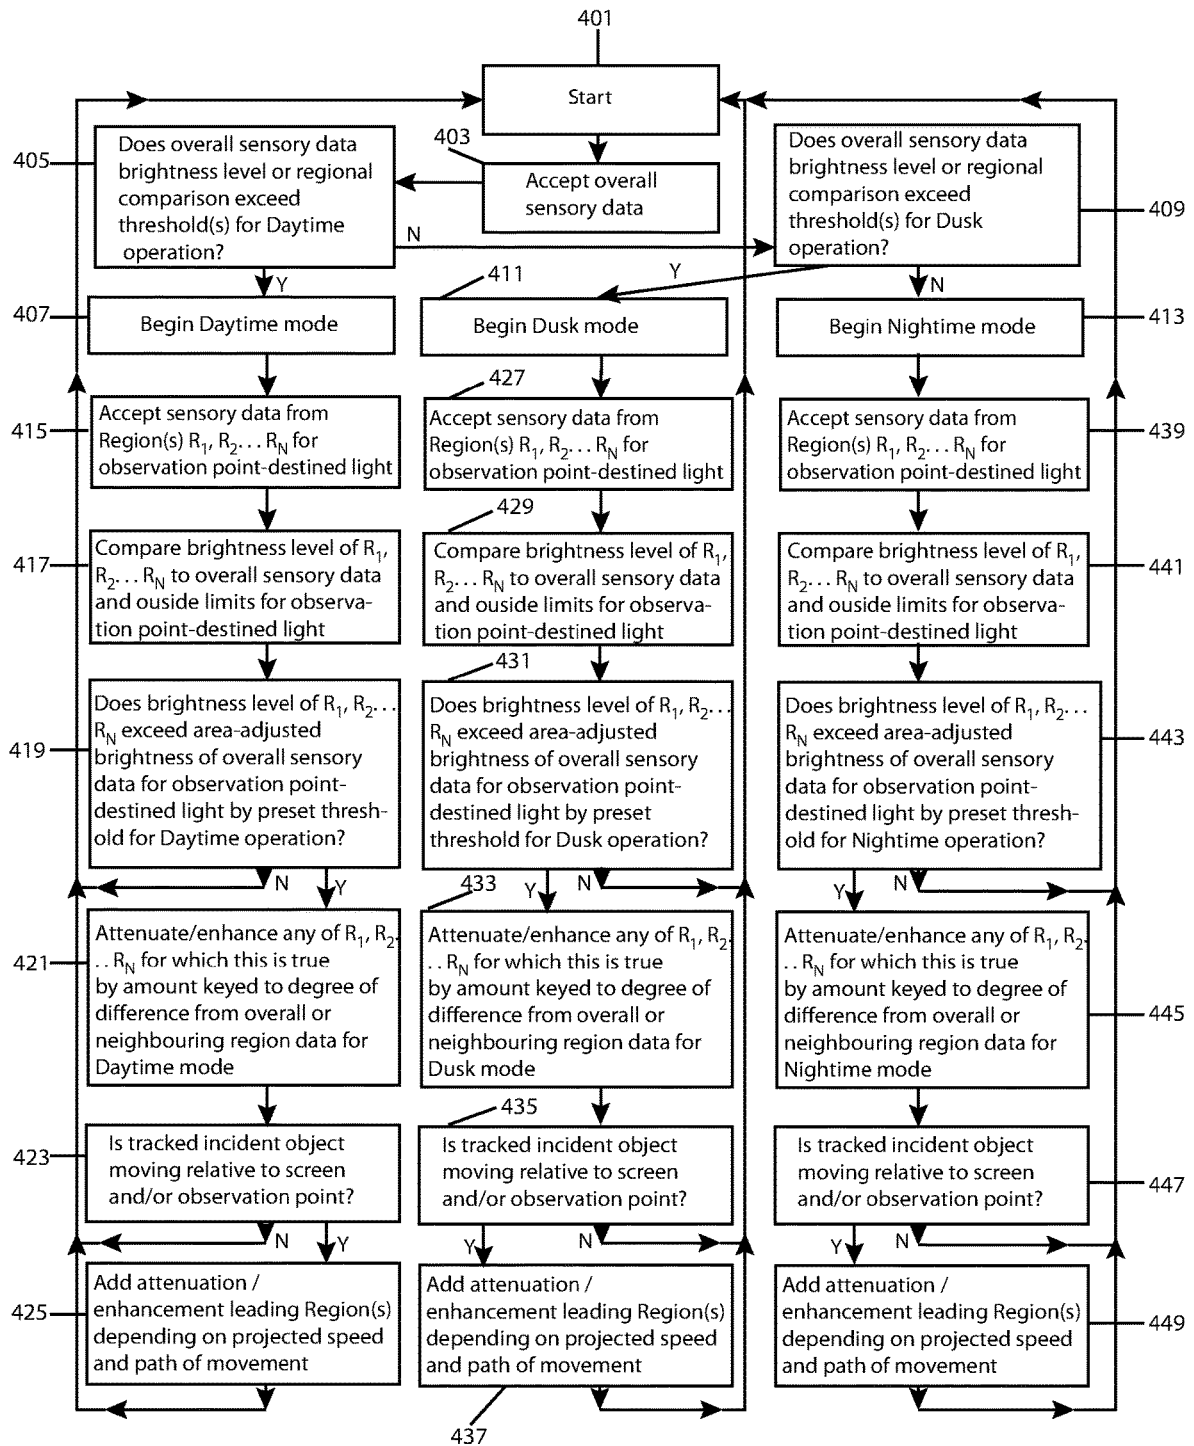 401
Start
403
Accept overall
sensory data
405
Does overall sensory data
brightness level or regional
comparison exceed
threshold(s) for Daytime
operation?
N
Y
Does overall sensory data
brightness level or regional
comparison exceed
threshold(s) for Dusk
operation?
409
Y
N
407
Begin Daytime mode
411
Begin Dusk mode
Begin Nightime mode
413
415
Accept sensory data from
Region(s) R1, R2... RN for
observation point-destined light
417
Compare brightness level of R1,
R2... RN to overall sensory data
and ouside limits for observa-
tion point-destined light
419
Does brightness level of R1, R2...
RN exceed area-adjusted
brightness of overall sensory
data for observation point-
destined light by preset thresh-
old for Daytime operation?
N
Y
421
Attenuate/enhance any of R1, R2.
.. RN for which this is true
by amount keyed to degree of
difference from overall or
neighbouring region data for
Daytime mode
423
Is tracked incident object
moving relative to screen
and/or observation point?
N
Y
425
Add attenuation /
enhancement leading Region(s)
depending on projected speed
and path of movement
427
Accept sensory data from
Region(s) R1, R2... RN for
observation point-destined light
429
Compare brightness level of R1,
R2... RN to overall sensory data
and ouside limits for observa-
tion point-destined light
431
Does brightness level of R1, R2...
RN exceed area-adjusted
brightness of overall sensory
data for observation point-
destined light by preset
threshold for Dusk operation?
Y
N
433
Attenuate/enhance any of R1, R2.
.. RN for which this is true
by amount keyed to degree of
difference from overall or
neighbouring region data for
Dusk mode
435
Is tracked incident object
moving relative to screen
and/or observation point?
Y
N
Add attenuation /
enhancement leading Region(s)
depending on projected speed
and path of movement
437
Accept sensory data from
Region(s) R1, R2... RN for
observation point-destined light
439
Compare brightness level of R1,
R2... RN to overall sensory data
and ouside limits for observa-
tion point-destined light
441
Does brightness level of R1, R2...
RN exceed area-adjusted
brightness of overall sensory
data for observation point-
destined light by preset thresh-
old for Nightime operation?
443
Y
N
Attenuate/enhance any of R1, R2.
.. RN for which this is true
by amount keyed to degree of
difference from overall or
neighbouring region data for
Nightime mode
445
Is tracked incident object
moving relative to screen
and/or observation point?
447
Y
N
Add attenuation /
enhancement leading Region(s)
depending on projected speed
and path of movement
449